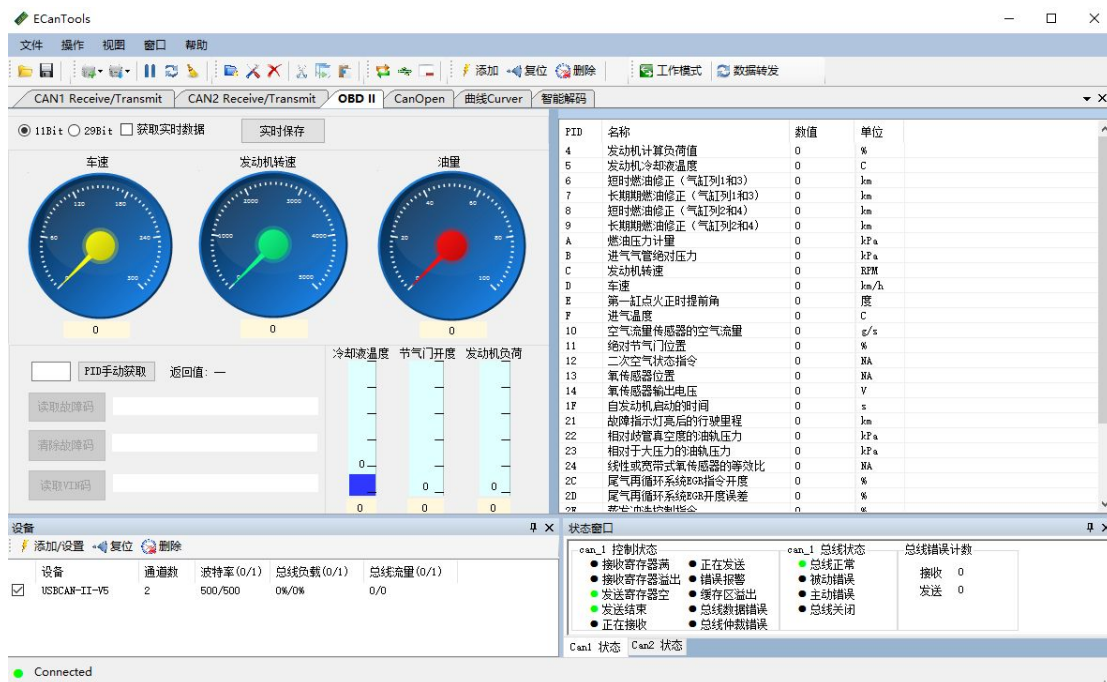 ECanTools
文件 操作 视图 窗口 帮助
添加 复位 删除 工作模式 数据转发
CAN1 Receive/Transmit CAN2 Receive/Transmit OBD II CanOpen 曲线Curver 智能解码
11Bit 29Bit 获取实时数据 实时保存
车速 发动机转速 油量
0 60 120 180 240 300
0 1000 2000 3000 4000 5000
0 20 40 60 80 100
0 0 0
冷却液温度 节气门开度 发动机负荷
PID手动获取 返回值: —
读取故障码
清除故障码
读取VIN码
0 0 0
0 0 0
PID 名称 数值 单位
4 发动机计算负荷值 0 %
5 发动机冷却液温度 0 C
6 短时燃油修正（气缸列1和3） 0 km
7 长期期燃油修正（气缸列1和3） 0 km
8 短时燃油修正（气缸列2和4） 0 km
9 长期期燃油修正（气缸列2和4） 0 km
A 燃油压力计量 0 kPa
B 进气气管绝对压力 0 kPa
C 发动机转速 0 RPM
D 车速 0 km/h
E 第一缸点火正时提前角 0 度
F 进气温度 0 C
10 空气流量传感器的空气流量 0 g/s
11 绝对节气门位置 0 %
12 二次空气状态指令 0 NA
13 氧传感器位置 0 NA
14 氧传感器输出电压 0 V
1F 自发动机启动的时间 0 s
21 故障指示灯亮后的行驶里程 0 km
22 相对歧管真空度的油轨压力 0 kPa
23 相对于大压力的油轨压力 0 kPa
24 线性或宽带式氧传感器的等效比 0 NA
2C 尾气再循环系统EGR指令开度 0 %
2D 尾气再循环系统EGR开度误差 0 %
2E 蒸发冲洗控制指令 0 %
设备
添加/设置 复位 删除
设备 通道数 波特率(0/1) 总线负载(0/1) 总线流量(0/1)
USBCAN-II-V5 2 500/500 0%/0% 0/0
状态窗口
can_1 控制状态 can_1 总线状态 总线错误计数
接收寄存器满 正在发送 总线正常 接收 0
接收寄存器溢出 错误报警 被动错误 发送 0
发送寄存器空 缓存区溢出 主动错误
发送结束 总线数据错误 总线关闭
正在接收 总线仲裁错误
Can1 状态 Can2 状态
Connected